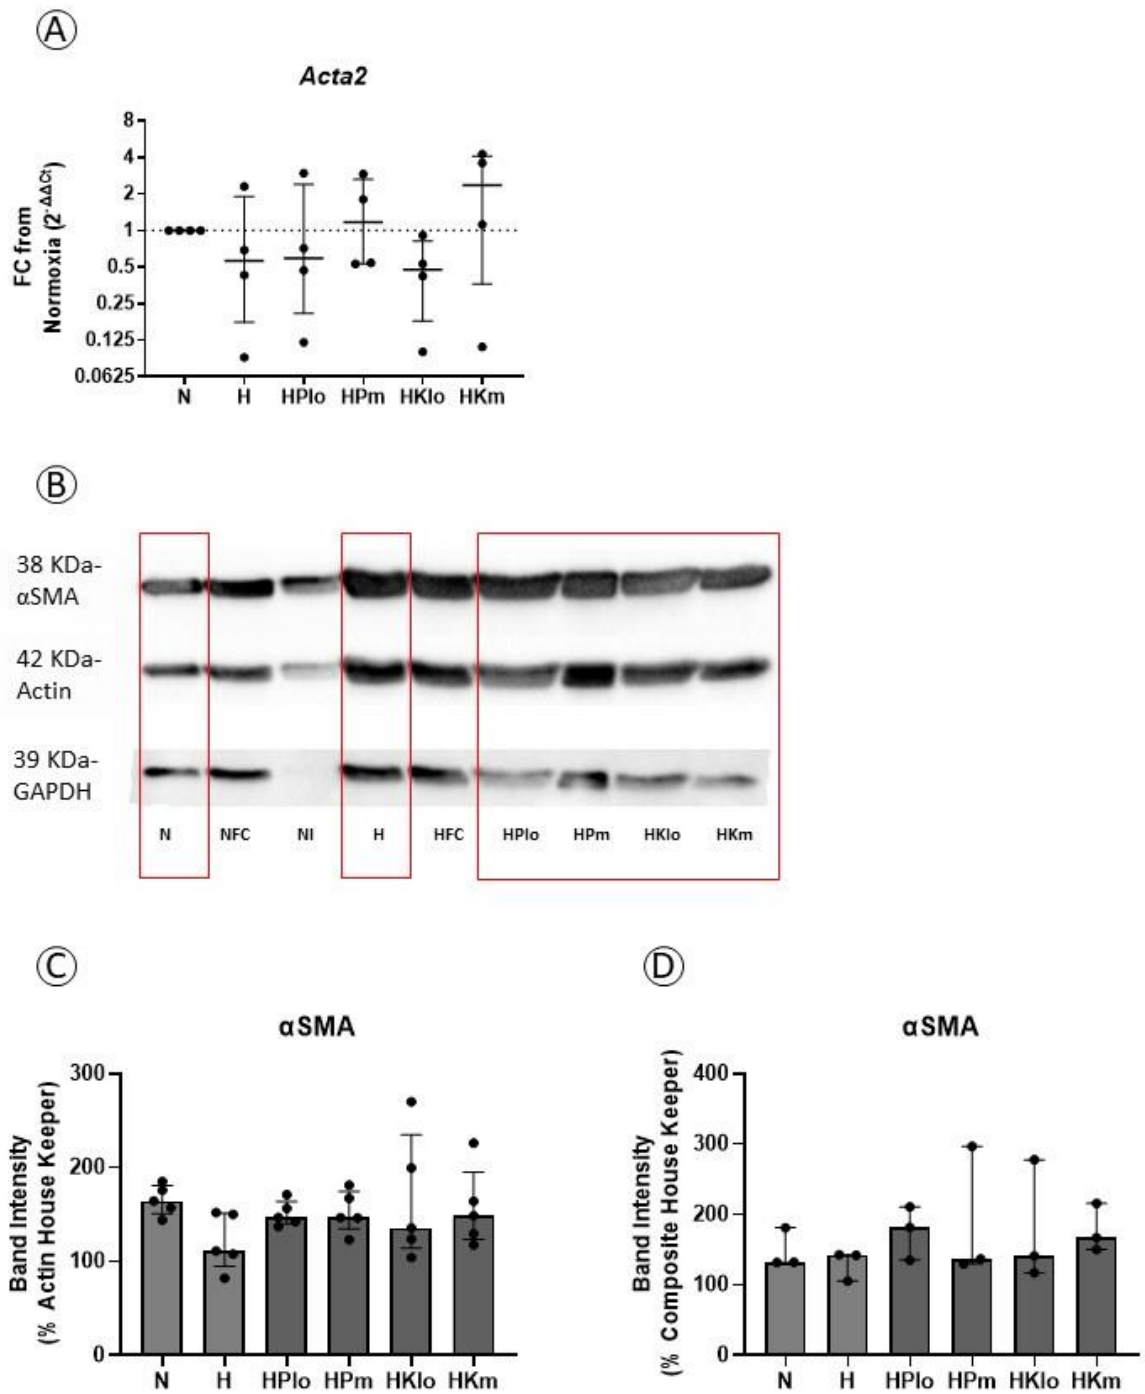 A
Acta2
FC from
Normoxia (2^-ΔΔCt)
8
4
2
1
0.5
0.25
0.125
0.0625
N H HPlo HPm HKlo HKm
B
38 KDa-
αSMA
42 KDa-
Actin
39 KDa-
GAPDH
N NFC NI H HFC HPlo HPm HKlo HKm
C
αSMA
Band Intensity
(% Actin House Keeper)
300
200
100
0
N H HPlo HPm HKlo HKm
D
αSMA
Band Intensity
(% Composite House Keeper)
400
300
200
100
0
N H HPlo HPm HKlo HKm